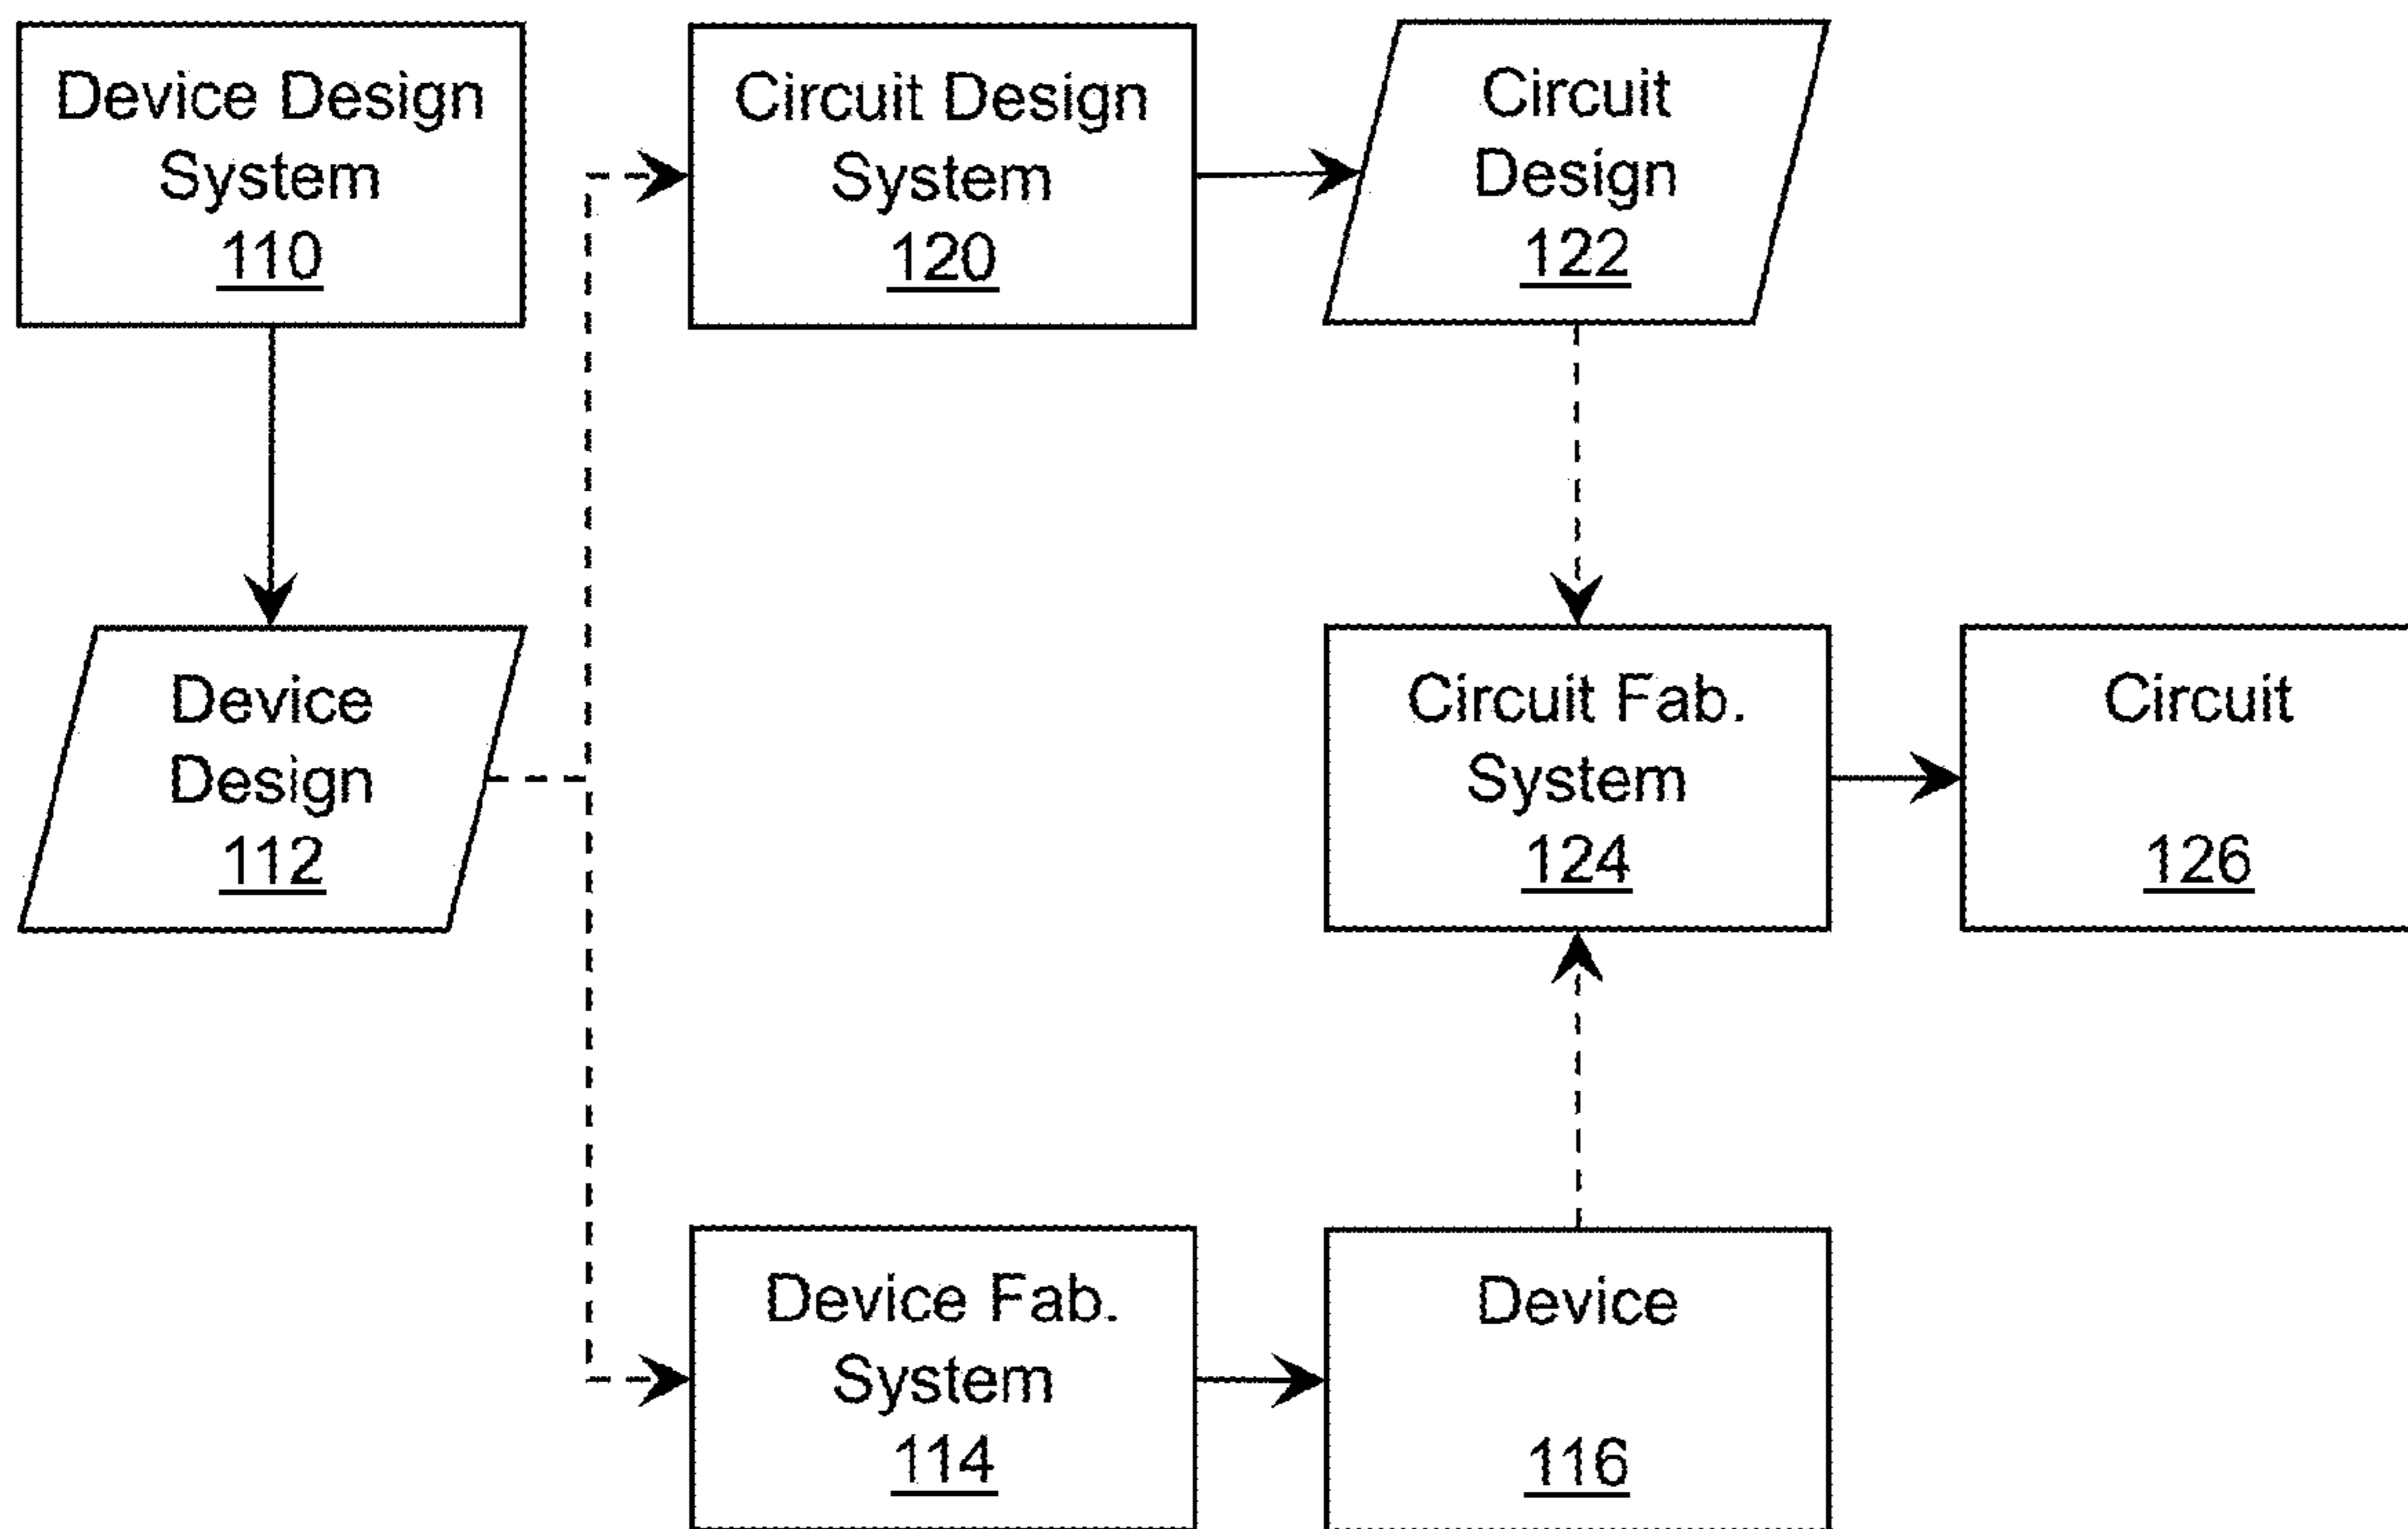 Device Design
System
110
Circuit Design
System
120
Circuit
Design
122
Device
Design
112
Circuit Fab.
System
124
Circuit
126
Device Fab.
System
114
Device
116